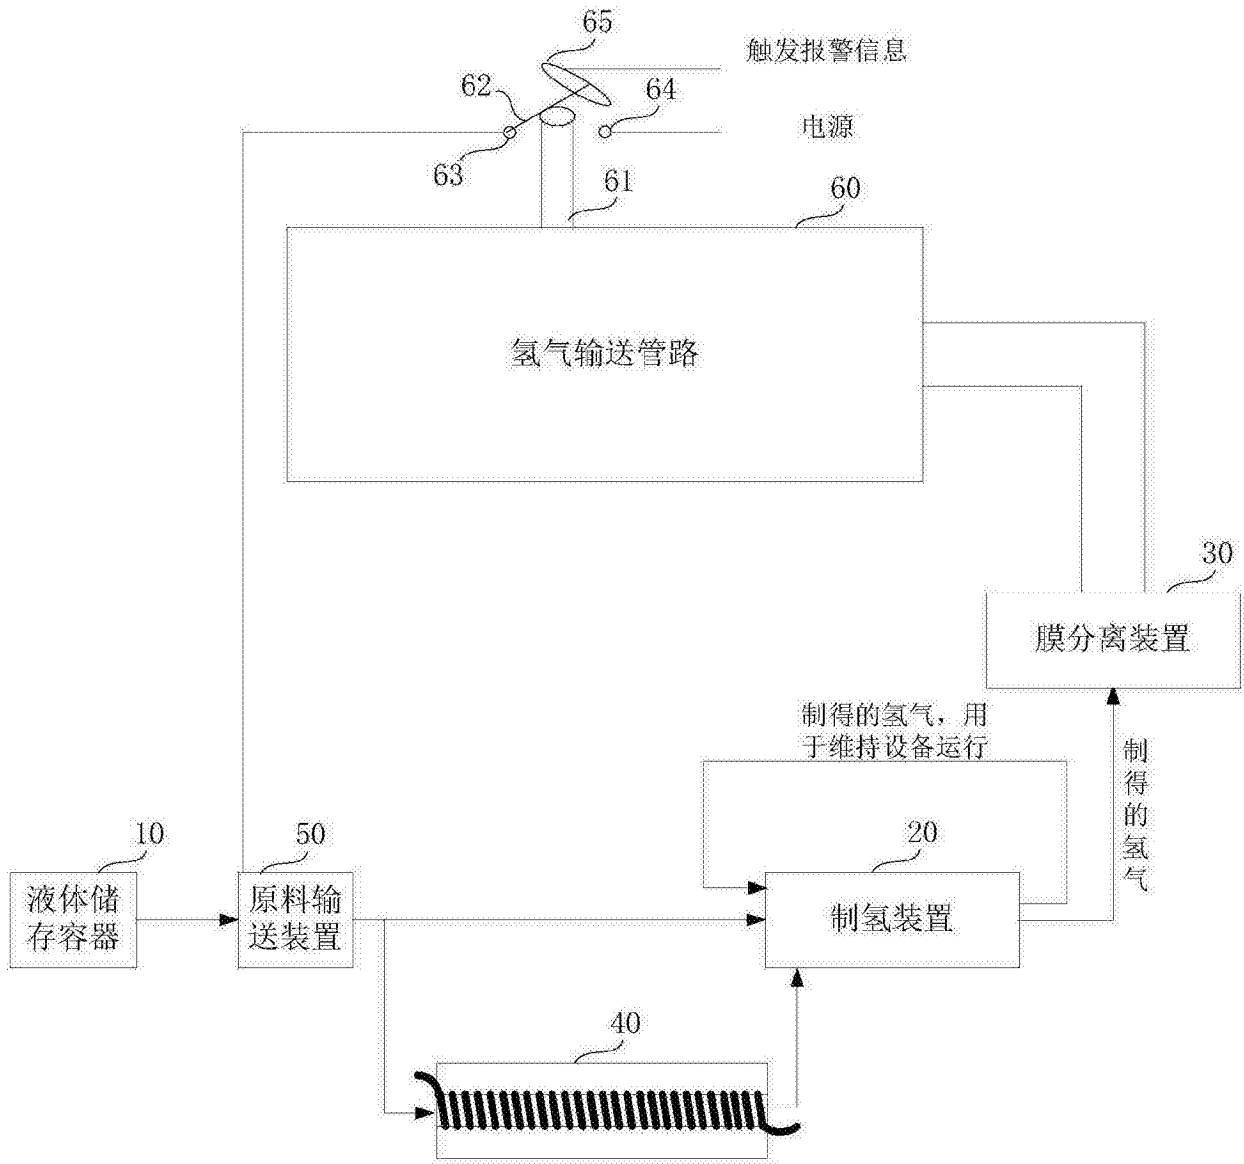 65
触发报警信息
62
64
电源
63
61
60
氢气输送管路
30
膜分离装置
制得的氢气，用
于维持设备运行
制
得
的
氢
气
10
50
20
液体储
存容器
原料输
送装置
制氢装置
40